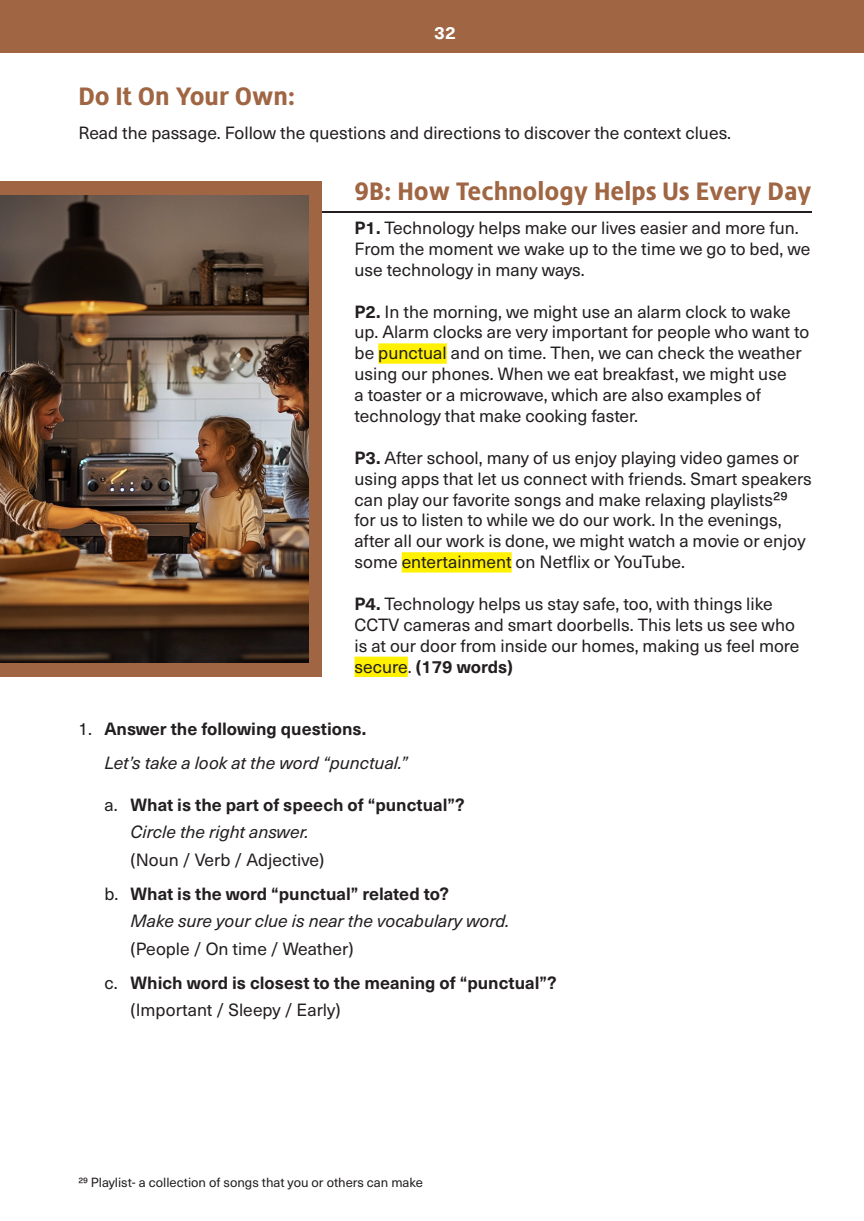 32
Do It On Your Own:
Read the passage. Follow the questions and directions to discover the context clues.
9B: How Technology Helps Us Every Day
P1. Technology helps make our lives easier and more fun.
From the moment we wake up to the time we go to bed, we
use technology in many ways.
P2. In the morning, we might use an alarm clock to wake
up. Alarm clocks are very important for people who want to
be punctual and on time. Then, we can check the weather
using our phones. When we eat breakfast, we might use
a toaster or a microwave, which are also examples of
technology that make cooking faster.
P3. After school, many of us enjoy playing video games or
using apps that let us connect with friends. Smart speakers
can play our favorite songs and make relaxing playlists²⁹
for us to listen to while we do our work. In the evenings,
after all our work is done, we might watch a movie or enjoy
some entertainment on Netflix or YouTube.
P4. Technology helps us stay safe, too, with things like
CCTV cameras and smart doorbells. This lets us see who
is at our door from inside our homes, making us feel more
secure. (179 words)
1. Answer the following questions.
Let's take a look at the word “punctual.”
a. What is the part of speech of “punctual”?
Circle the right answer.
(Noun / Verb / Adjective)
b. What is the word “punctual” related to?
Make sure your clue is near the vocabulary word.
(People / On time / Weather)
c. Which word is closest to the meaning of “punctual”?
(Important / Sleepy / Early)
²⁹ Playlist- a collection of songs that you or others can make